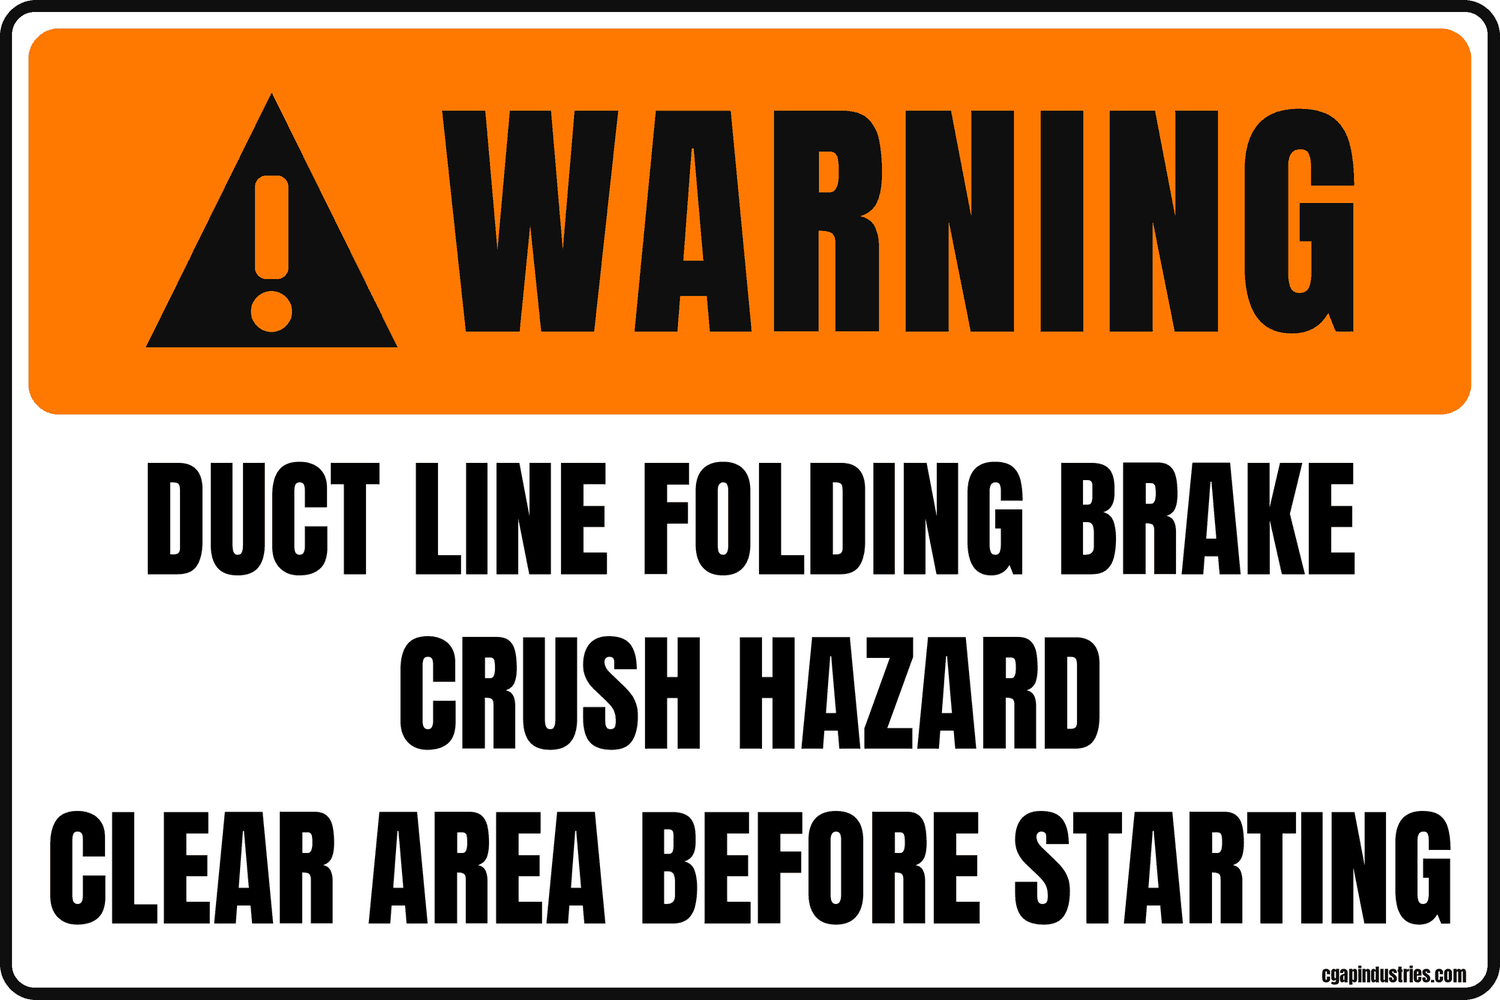 WARNING
DUCT LINE FOLDING BRAKE
CRUSH HAZARD
CLEAR AREA BEFORE STARTING
cgapindustries.com